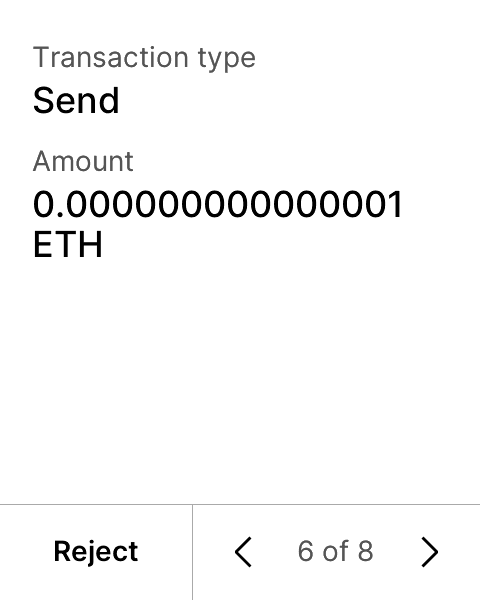 Transaction type
Send
Amount
0.000000000000001
ETH
Reject
6 of 8